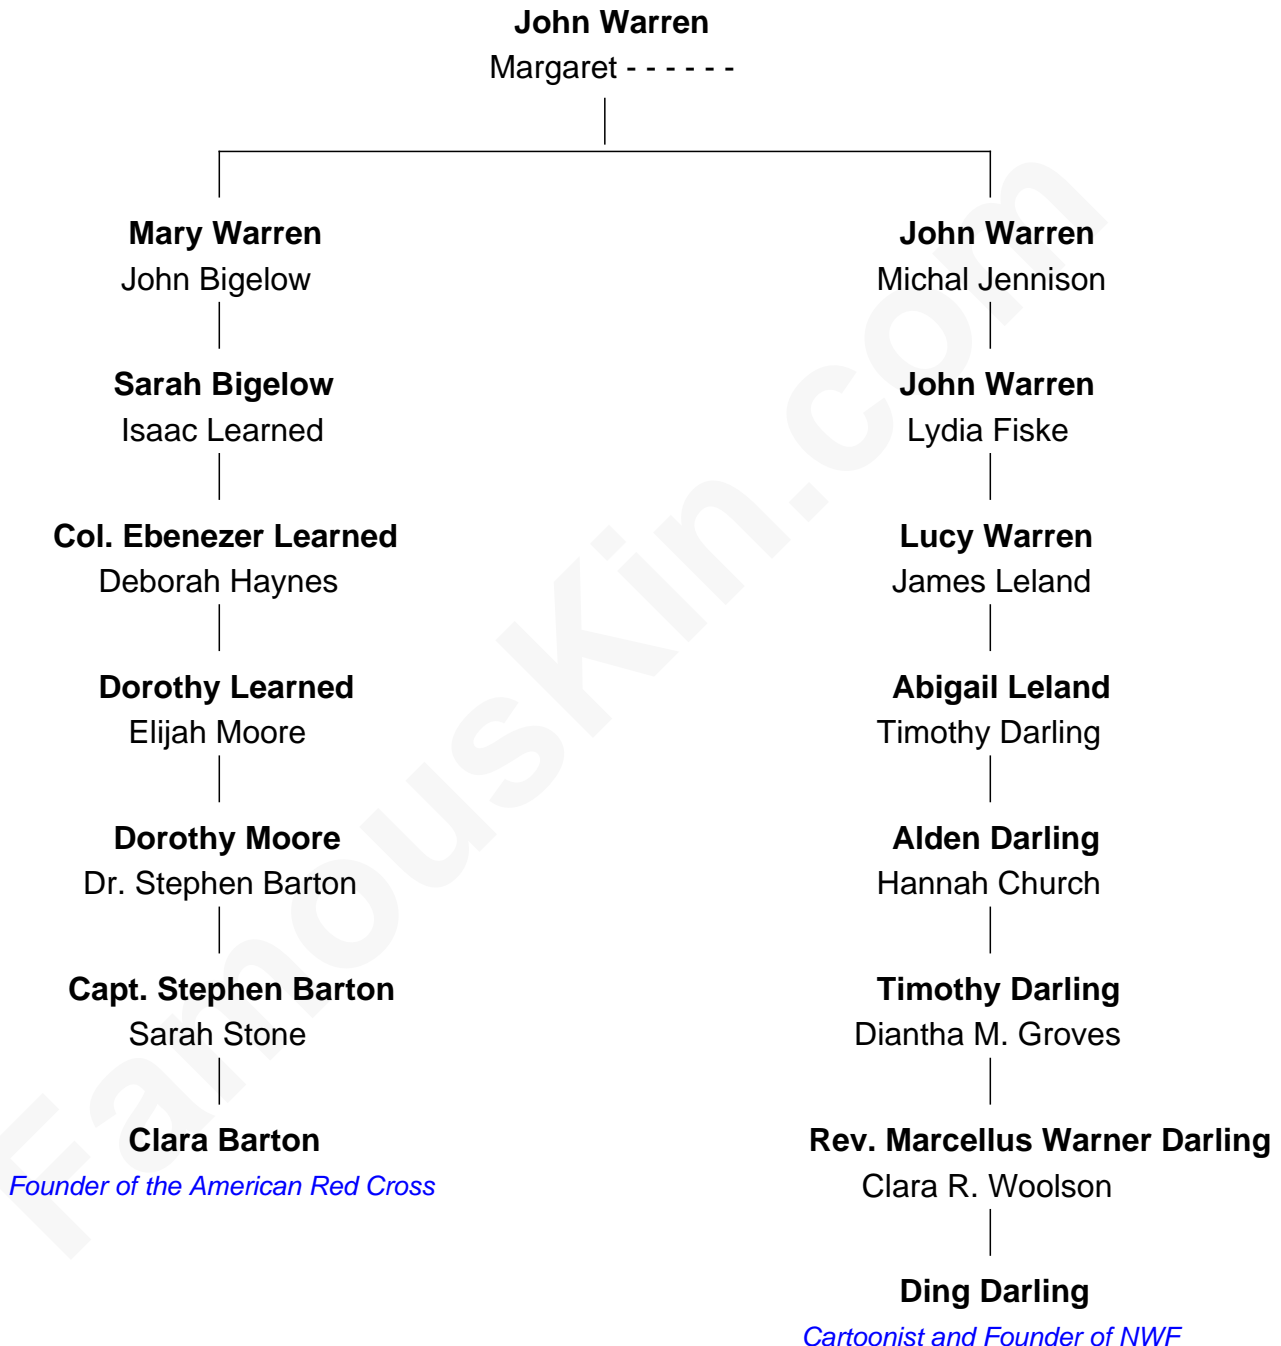 John Warren
Margaret - - - - - -
Mary Warren
John Bigelow
Sarah Bigelow
Isaac Learned
Col. Ebenezer Learned
Deborah Haynes
Dorothy Learned
Elijah Moore
Dorothy Moore
Dr. Stephen Barton
Capt. Stephen Barton
Sarah Stone
Clara Barton
Founder of the American Red Cross
John Warren
Michal Jennison
John Warren
Lydia Fiske
Lucy Warren
James Leland
Abigail Leland
Timothy Darling
Alden Darling
Hannah Church
Timothy Darling
Diantha M. Groves
Rev. Marcellus Warner Darling
Clara R. Woolson
Ding Darling
Cartoonist and Founder of NWF
FamousKin.com